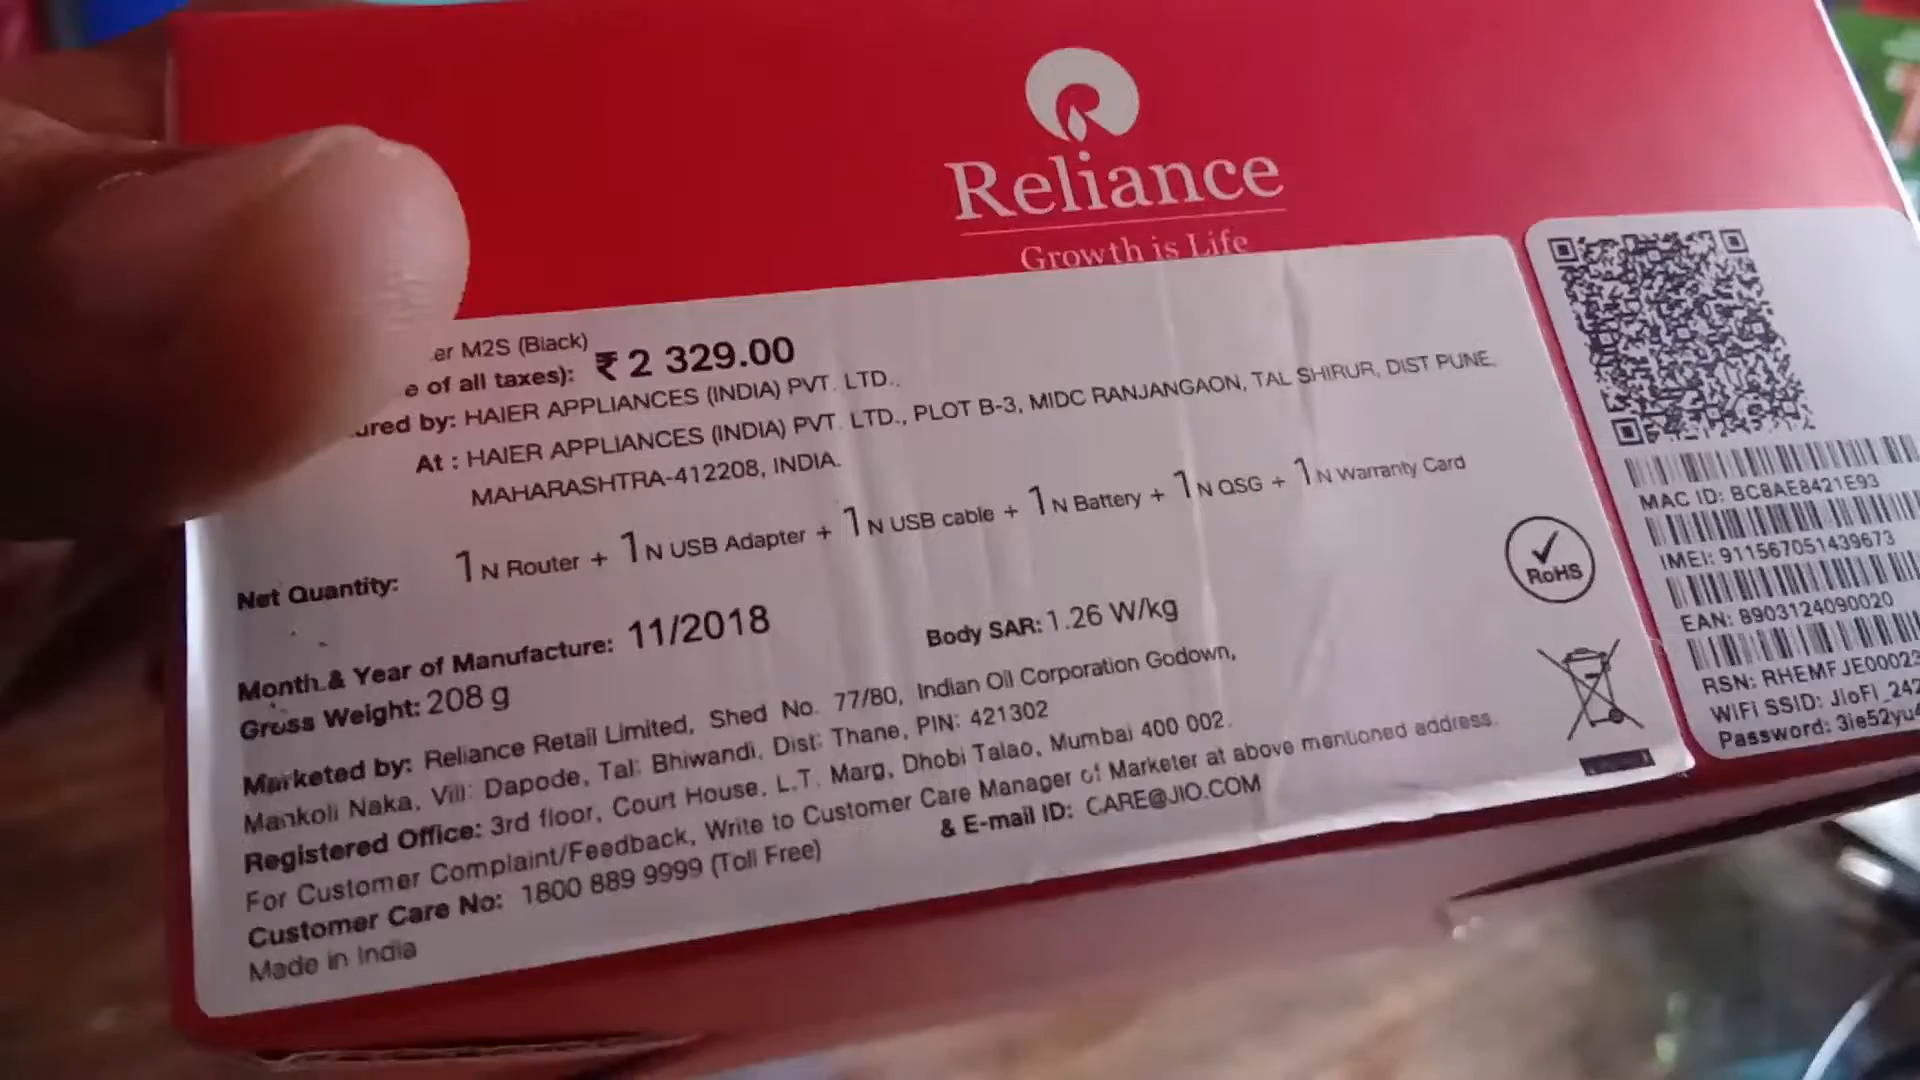 Reliance
Growth is Life
er M2S (Black)
e of all taxes): ₹ 2 329.00
ured by: HAIER APPLIANCES (INDIA) PVT. LTD.,
At : HAIER APPLIANCES (INDIA) PVT. LTD., PLOT B-3, MIDC RANJANGAON, TAL SHIRUR, DIST PUNE,
MAHARASHTRA-412208, INDIA.
Net Quantity: 1N Router + 1N USB Adapter + 1N USB cable + 1N Battery + 1N QSG + 1N Warranty Card
Month & Year of Manufacture: 11/2018
Body SAR: 1.26 W/kg
Gross Weight: 208 g
Marketed by: Reliance Retail Limited, Shed No. 77/80, Indian Oil Corporation Godown,
Mankoli Naka, Vill: Dapode, Tal: Bhiwandi, Dist: Thane, PIN: 421302
Registered Office: 3rd floor, Court House, L.T. Marg, Dhobi Talao, Mumbai 400 002.
For Customer Complaint/Feedback, Write to Customer Care Manager of Marketer at above mentioned address.
Customer Care No: 1800 889 9999 (Toll Free) & E-mail ID: CARE@JIO.COM
Made in India
RoHS
MAC ID: BC8AE8421E93
IMEI: 911567051439673
EAN: 8903124090020
RSN: RHEMFJE00023
WiFi SSID: JioFi_242
Password: 3ie52yu4